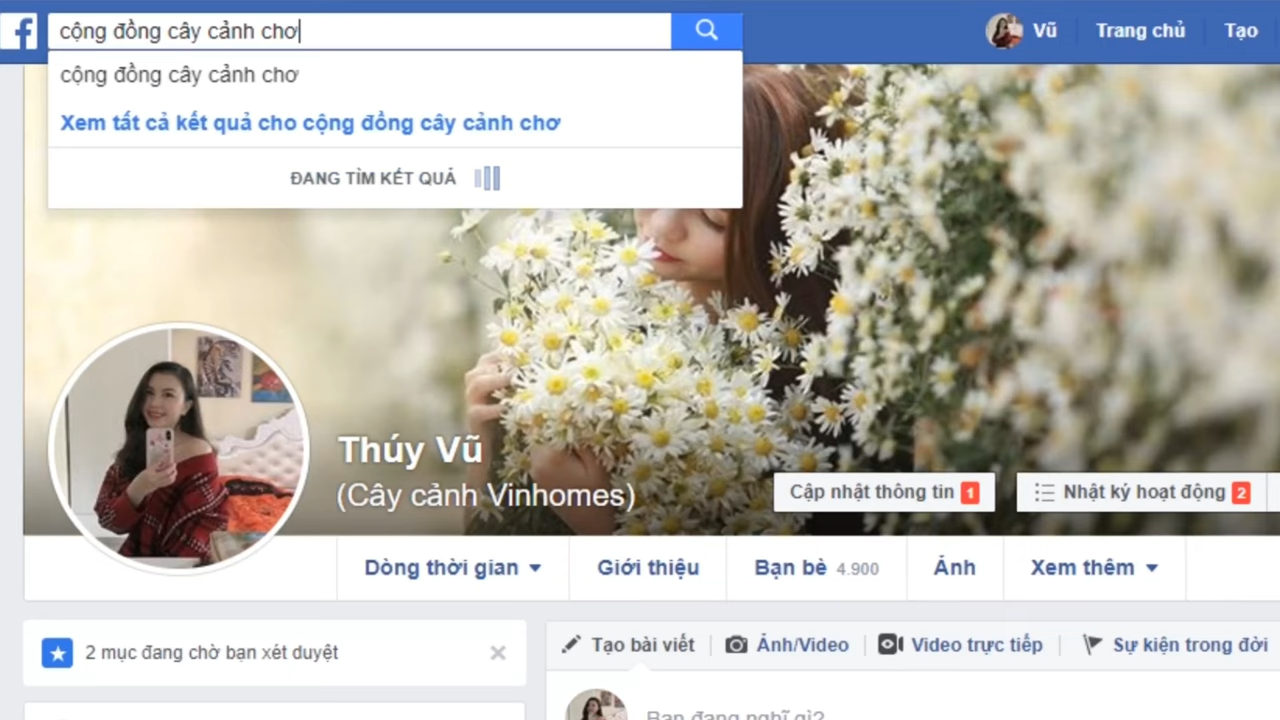 cộng đồng cây cảnh chơ
Vũ
Trang chủ
Tạo
cộng đồng cây cảnh chơ
Xem tất cả kết quả cho cộng đồng cây cảnh chơ
ĐANG TÌM KẾT QUẢ
Thúy Vũ
(Cây cảnh Vinhomes)
Cập nhật thông tin 1
Nhật ký hoạt động 2
Dòng thời gian
Giới thiệu
Bạn bè 4.900
Ảnh
Xem thêm
2 mục đang chờ bạn xét duyệt
Tạo bài viết
Ảnh/Video
Video trực tiếp
Sự kiện trong đời
Bạn đang nghĩ gì?